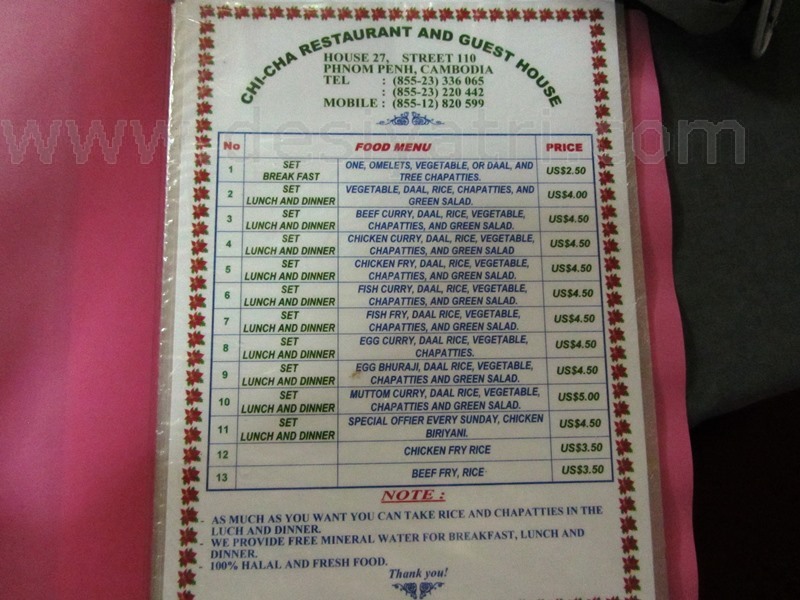 CHI-CHA RESTAURANT AND GUEST HOUSE
HOUSE 27, STREET 110
PHNOM PENH, CAMBODIA
TEL : (855-23) 336 065
: (855-23) 220 442
MOBILE : (855-12) 820 599
www.desiyatri.com
No FOOD MENU PRICE
1 SET BREAK FAST ONE, OMELETS, VEGETABLE, OR DAAL, AND TREE CHAPATTIES. US$2.50
2 SET LUNCH AND DINNER VEGETABLE, DAAL, RICE, CHAPATTIES, AND GREEN SALAD. US$4.00
3 SET LUNCH AND DINNER BEEF CURRY, DAAL, RICE, VEGETABLE, CHAPATTIES, AND GREEN SALAD. US$4.50
4 SET LUNCH AND DINNER CHICKEN CURRY, DAAL, RICE, VEGETABLE, CHAPATTIES, AND GREEN SALAD US$4.50
5 SET LUNCH AND DINNER CHICKEN FRY, DAAL, RICE, VEGETABLE, CHAPATTIES, AND GREEN SALAD. US$4.50
6 SET LUNCH AND DINNER FISH CURRY, DAAL, RICE, VEGETABLE, CHAPATTIES, AND GREEN SALAD. US$4.50
7 SET LUNCH AND DINNER FISH FRY, DAAL RICE, VEGETABLE, CHAPATTIES, AND GREEN SALAD. US$4.50
8 SET LUNCH AND DINNER EGG CURRY, DAAL RICE, VEGETABLE, CHAPATTIES. US$4.50
9 SET LUNCH AND DINNER EGG BHURAJI, DAAL RICE, VEGETABLE, CHAPATTIES AND GREEN SALAD. US$4.50
10 SET LUNCH AND DINNER MUTTOM CURRY, DAAL RICE, VEGETABLE, CHAPATTIES AND GREEN SALAD. US$5.00
11 SET LUNCH AND DINNER SPECIAL OFFIER EVERY SUNDAY, CHICKEN BIRIYANI. US$4.50
12 CHICKEN FRY RICE US$3.50
13 BEEF FRY, RICE US$3.50
NOTE :
- AS MUCH AS YOU WANT YOU CAN TAKE RICE AND CHAPATTIES IN THE
LUCH AND DINNER.
- WE PROVIDE FREE MINERAL WATER FOR BREAKFAST, LUNCH AND
DINNER.
- 100% HALAL AND FRESH FOOD.
Thank you!